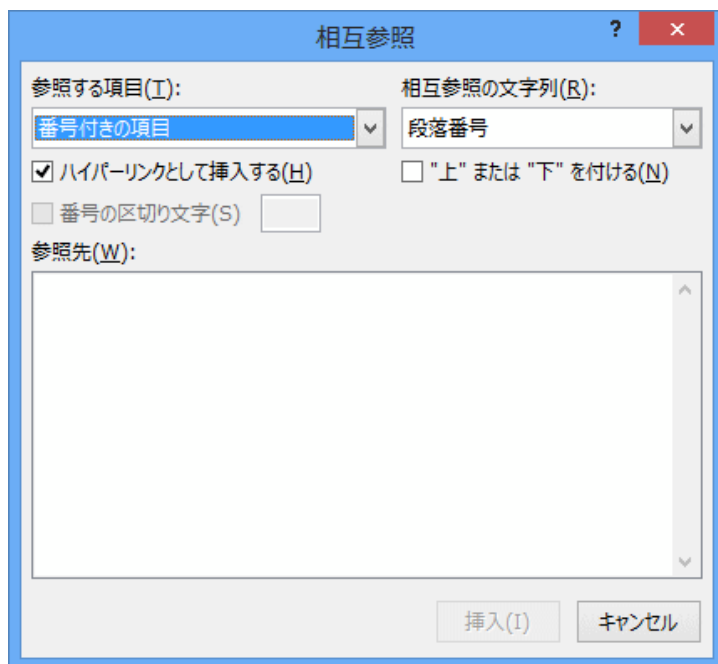 相互参照
?
×
参照する項目(T):
相互参照の文字列(R):
番号付きの項目
段落番号
ハイパーリンクとして挿入する(H)
"上" または "下" を付ける(N)
番号の区切り文字(S)
参照先(W):
挿入(I)
キャンセル